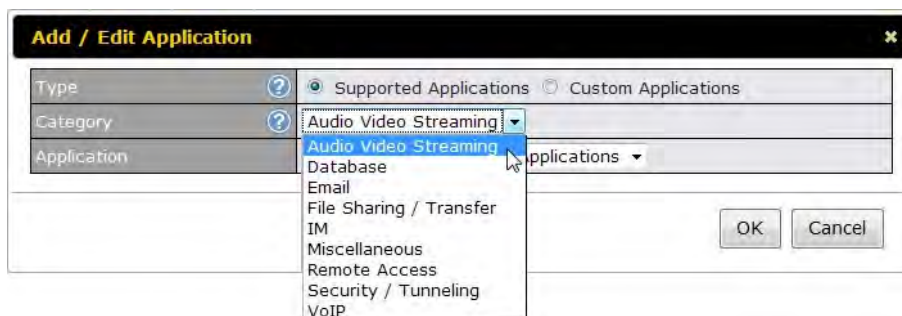 Add / Edit Application
Type
? Supported Applications Custom Applications
Category
? Audio Video Streaming
Audio Video Streaming
Application
Applications
Database
Email
File Sharing / Transfer
IM
Miscellaneous
Remote Access
Security / Tunneling
VoIP
OK Cancel